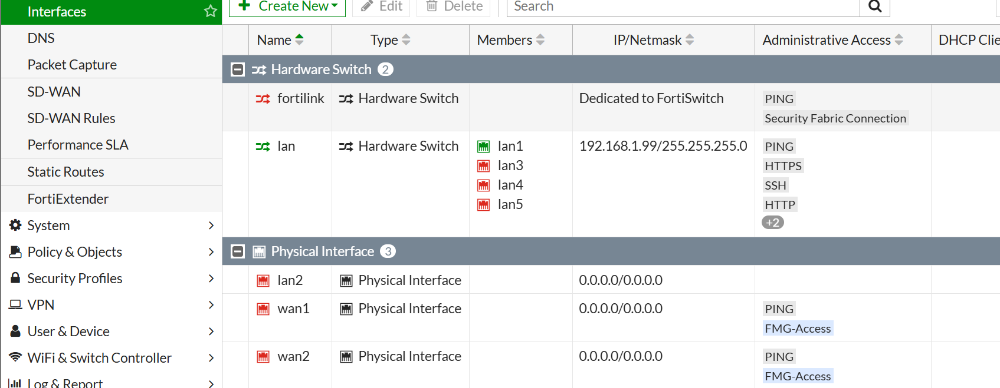 Interfaces
DNS
Packet Capture
SD-WAN
SD-WAN Rules
Performance SLA
Static Routes
FortiExtender
System
Policy & Objects
Security Profiles
VPN
User & Device
WiFi & Switch Controller
Log & Report
Create New Edit Delete Search
Name Type Members IP/Netmask Administrative Access DHCP Clie
Hardware Switch 2
fortilink Hardware Switch Dedicated to FortiSwitch PING
Security Fabric Connection
lan Hardware Switch lan1 192.168.1.99/255.255.255.0 PING
lan3 HTTPS
lan4 SSH
lan5 HTTP
+2
Physical Interface 3
lan2 Physical Interface 0.0.0.0/0.0.0.0
wan1 Physical Interface 0.0.0.0/0.0.0.0 PING
FMG-Access
wan2 Physical Interface 0.0.0.0/0.0.0.0 PING
FMG-Access